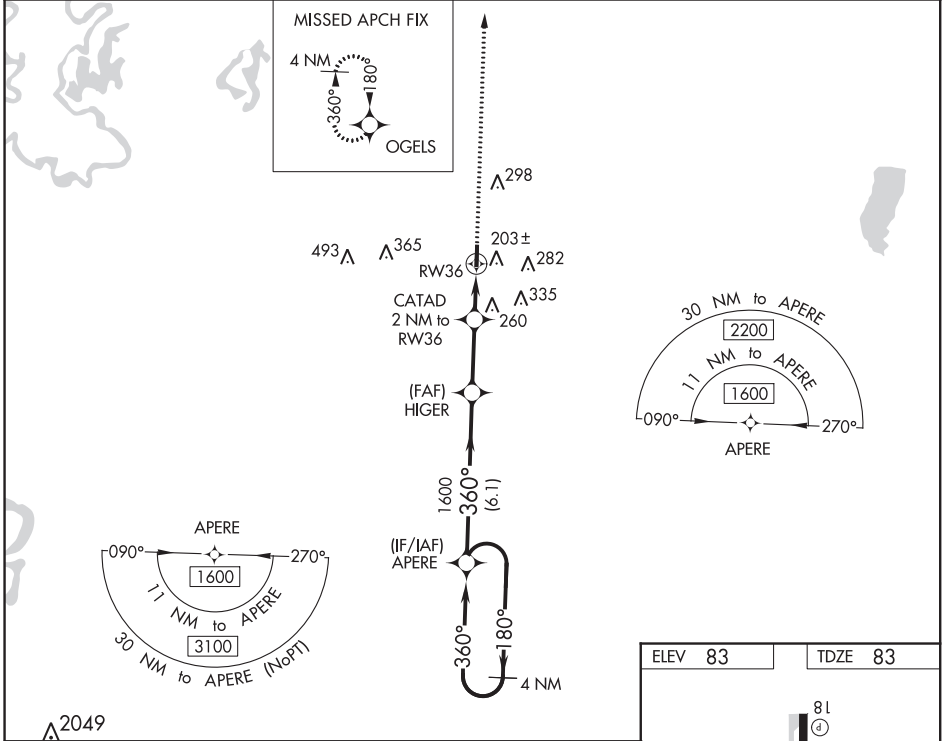 MISSED APCH FIX
4 NM
360°
180°
OGELS
298
493
365
203±
282
RW36
335
CATAD
2 NM to
RW36
260
(FAF)
HIGER
30 NM to APERE
2200
11 NM to APERE
1600
090°
270°
APERE
1600
360°
(6.1)
APERE
090°
270°
1600
11 NM to APERE
3100
30 NM to APERE (NoPT)
(IF/IAF)
APERE
360°
180°
4 NM
2049
ELEV 83
TDZE 83
18
P